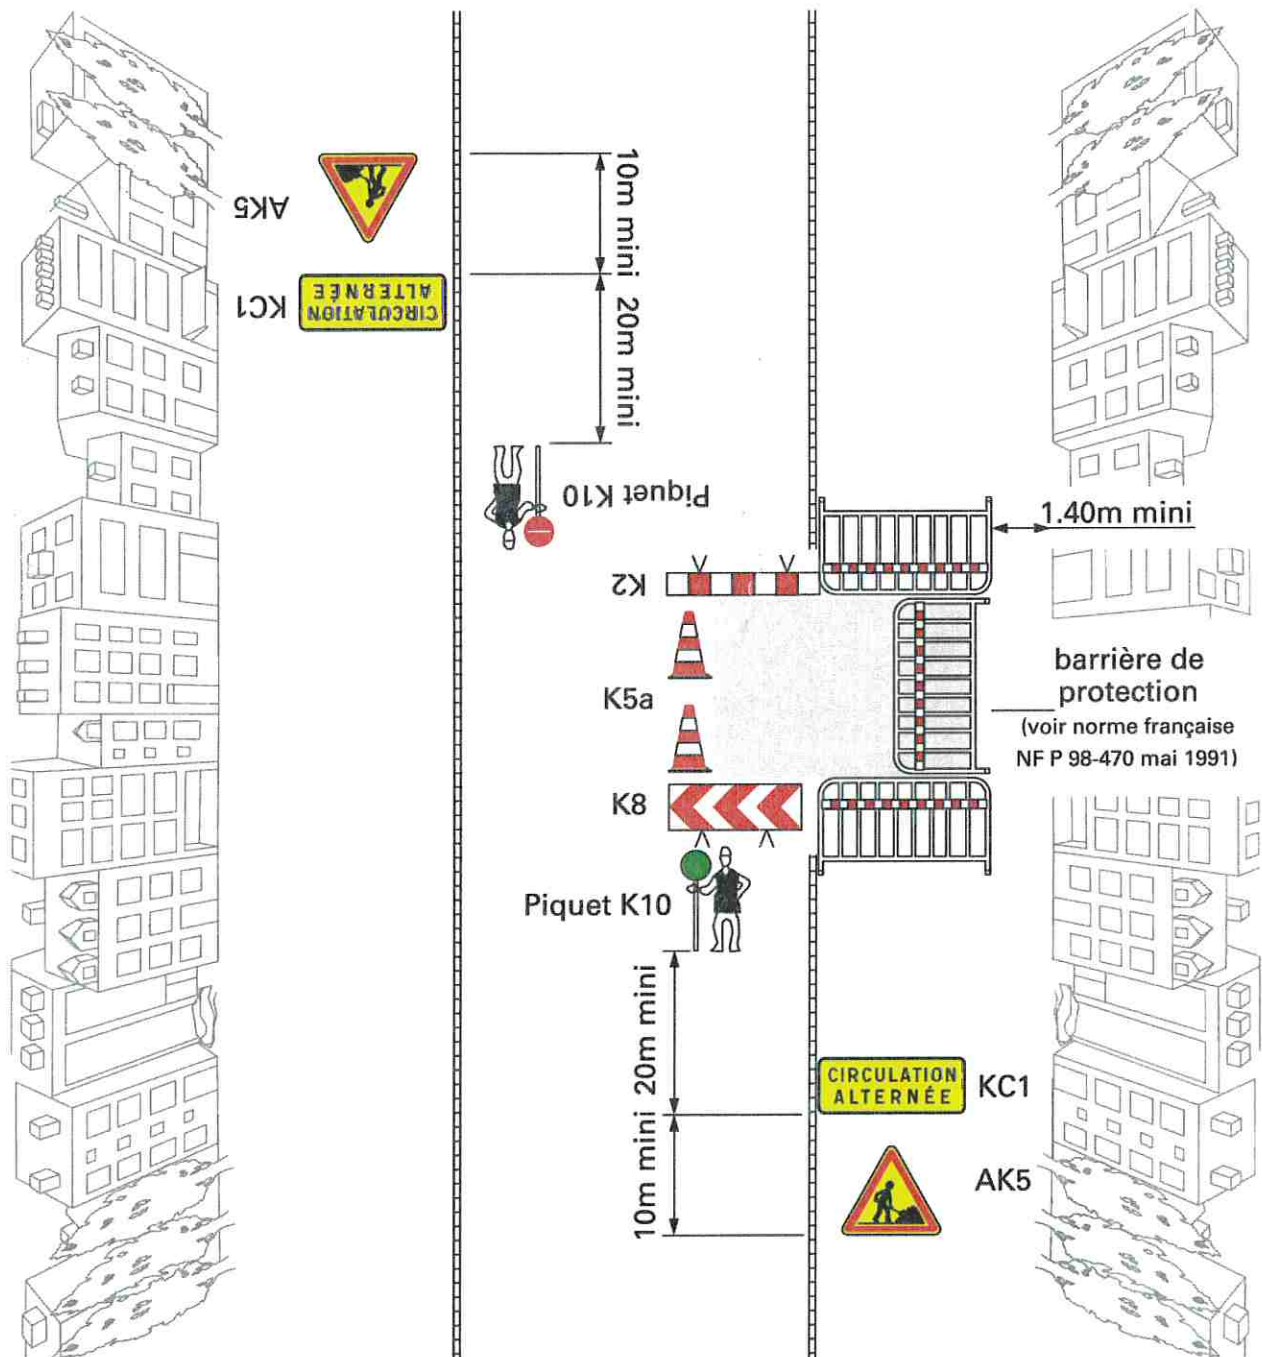 AK5
10m mini
KC1
CIRCULATION
ALTERNÉE
20m mini
Piquet K10
1.40m mini
K2
K5a
barrière de
protection
(voir norme française
NF P 98-470 mai 1991)
K8
Piquet K10
20m mini
CIRCULATION
ALTERNÉE
KC1
10m mini
AK5